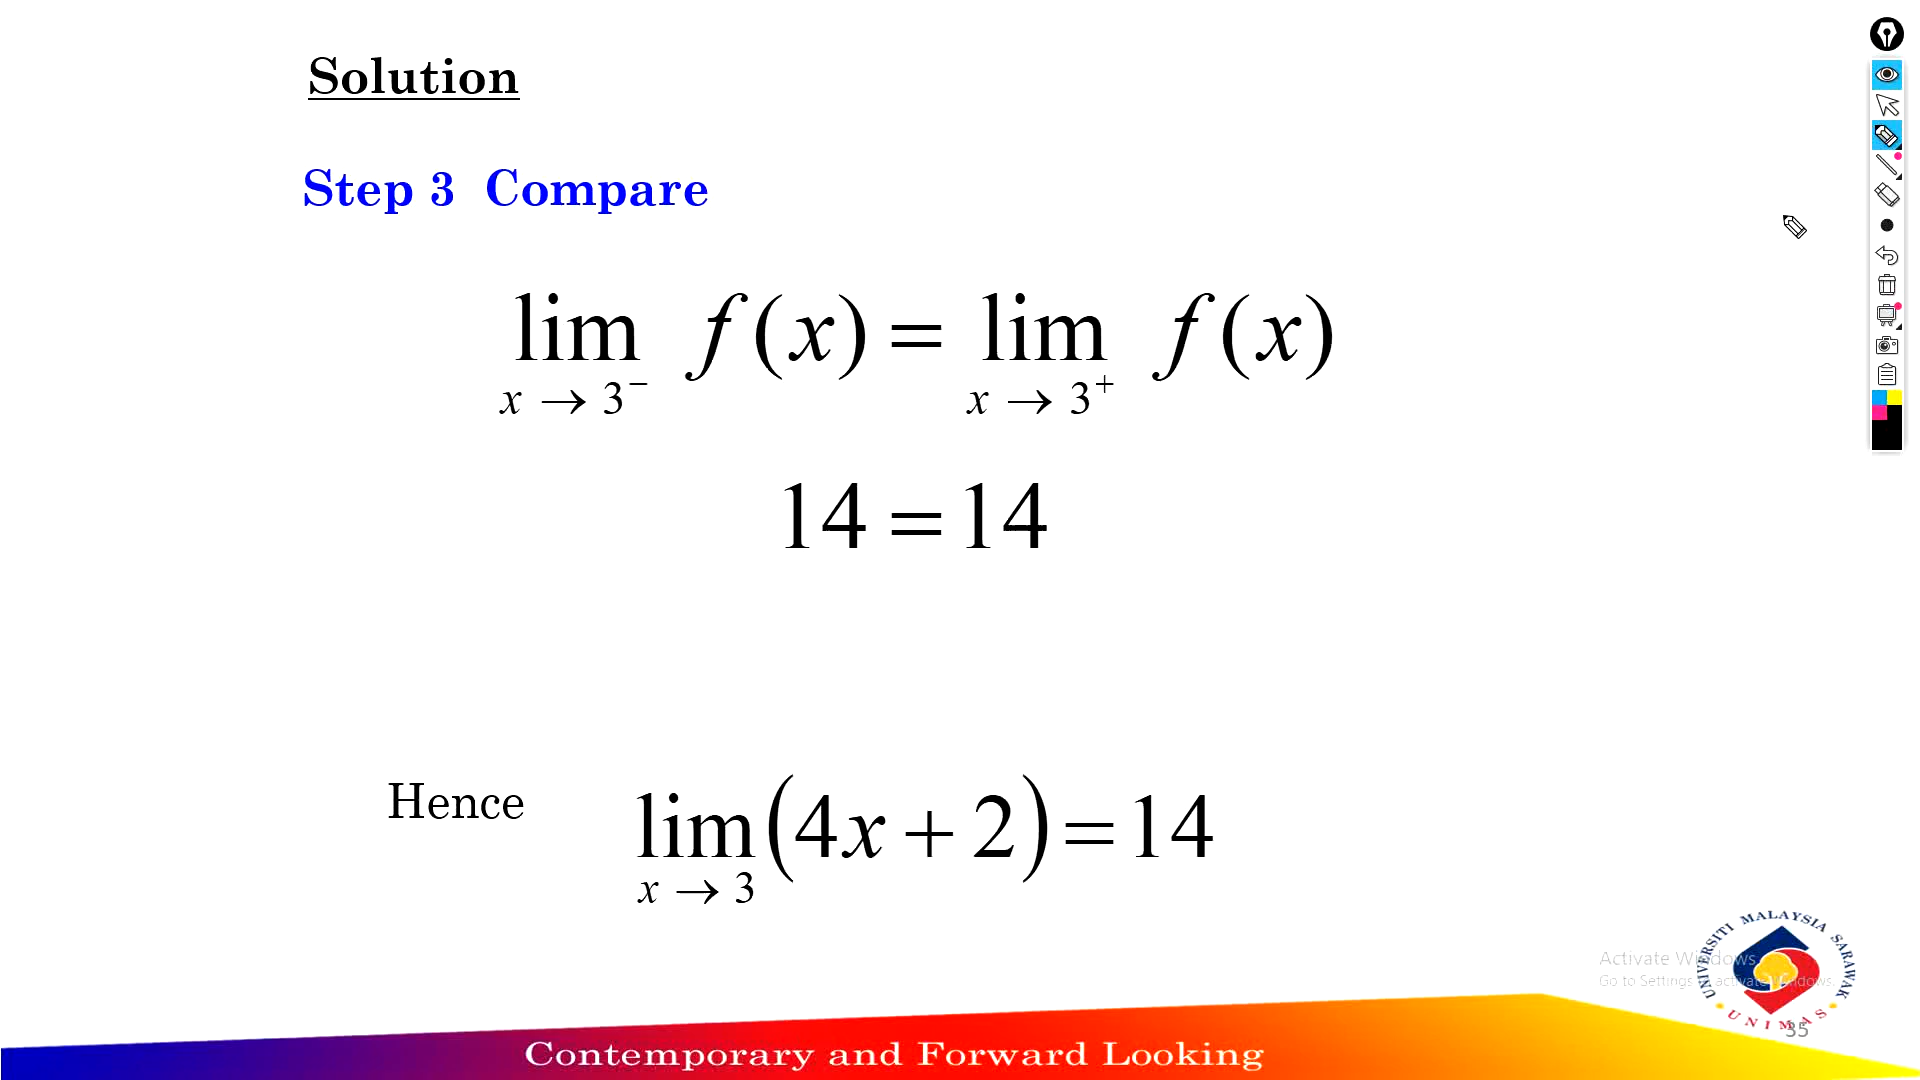 Solution
Step 3 Compare
lim f(x) = lim f(x)
x → 3⁻ x → 3⁺
14 = 14
Hence lim (4x + 2) = 14
x → 3
UNIVERSITI MALAYSIA SARAWAK
UNIMAS
Activate Windows
Go to Settings to activate Windows.
35
Contemporary and Forward Looking